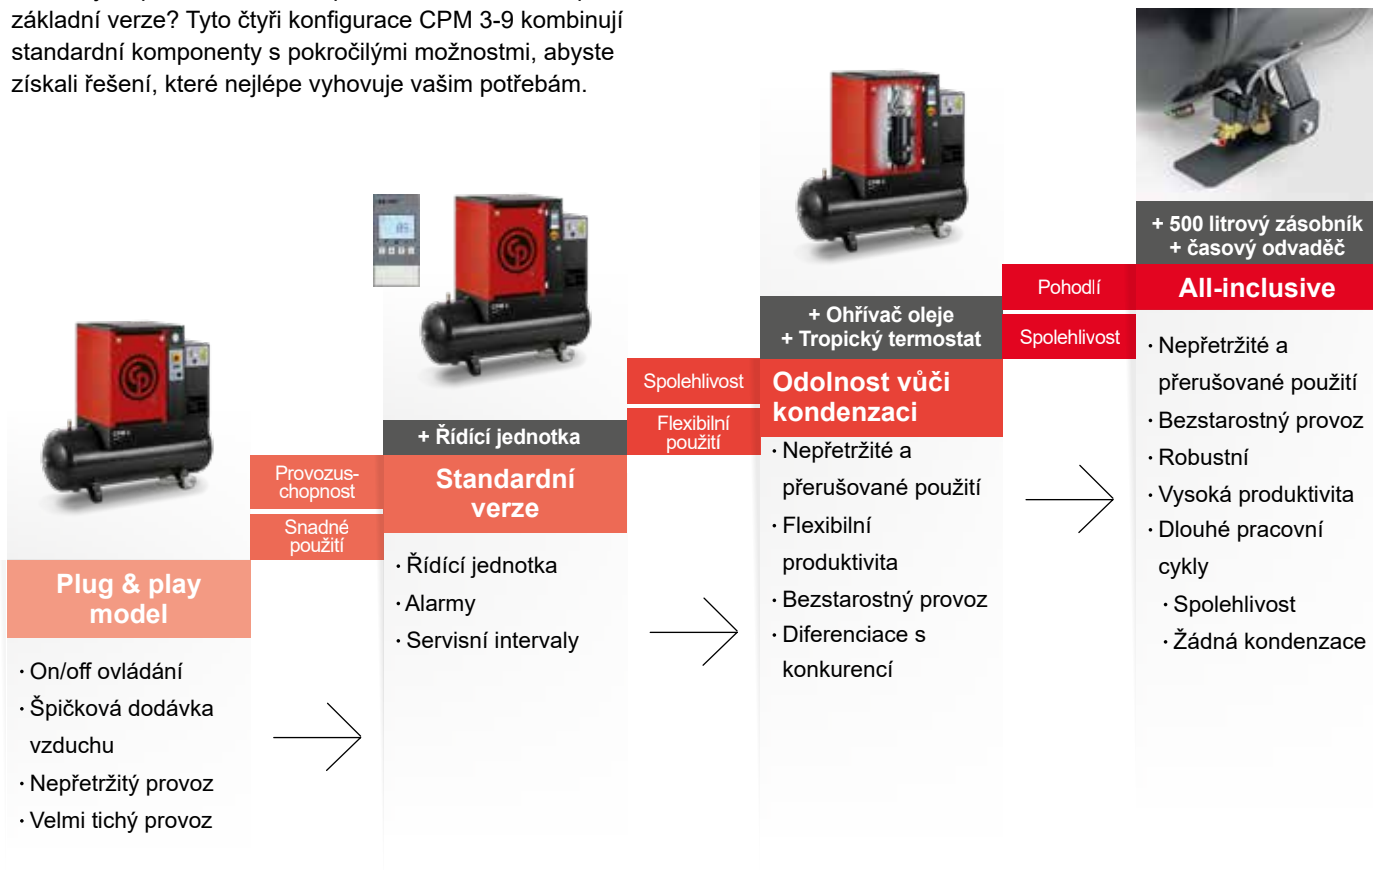 základní verze? Tyto čtyři konfigurace CPM 3-9 kombinují
standardní komponenty s pokročilými možnostmi, abyste
získali řešení, které nejlépe vyhovuje vašim potřebám.
Plug & play
model
· On/off ovládání
· Špičková dodávka
vzduchu
· Nepřetržitý provoz
· Velmi tichý provoz
Provozus-
chopnost
Snadné
použití
+ Řídící jednotka
Standardní
verze
· Řídící jednotka
· Alarmy
· Servisní intervaly
Spolehlivost
Flexibilní
použití
+ Ohřívač oleje
+ Tropický termostat
Odolnost vůči
kondenzaci
· Nepřetržité a
přerušované použití
· Flexibilní
produktivita
· Bezstarostný provoz
· Diferenciace s
konkurencí
Pohodlí
Spolehlivost
+ 500 litrový zásobník
+ časový odvaděč
All-inclusive
· Nepřetržité a
přerušované použití
· Bezstarostný provoz
· Robustní
· Vysoká produktivita
· Dlouhé pracovní
cykly
· Spolehlivost
· Žádná kondenzace